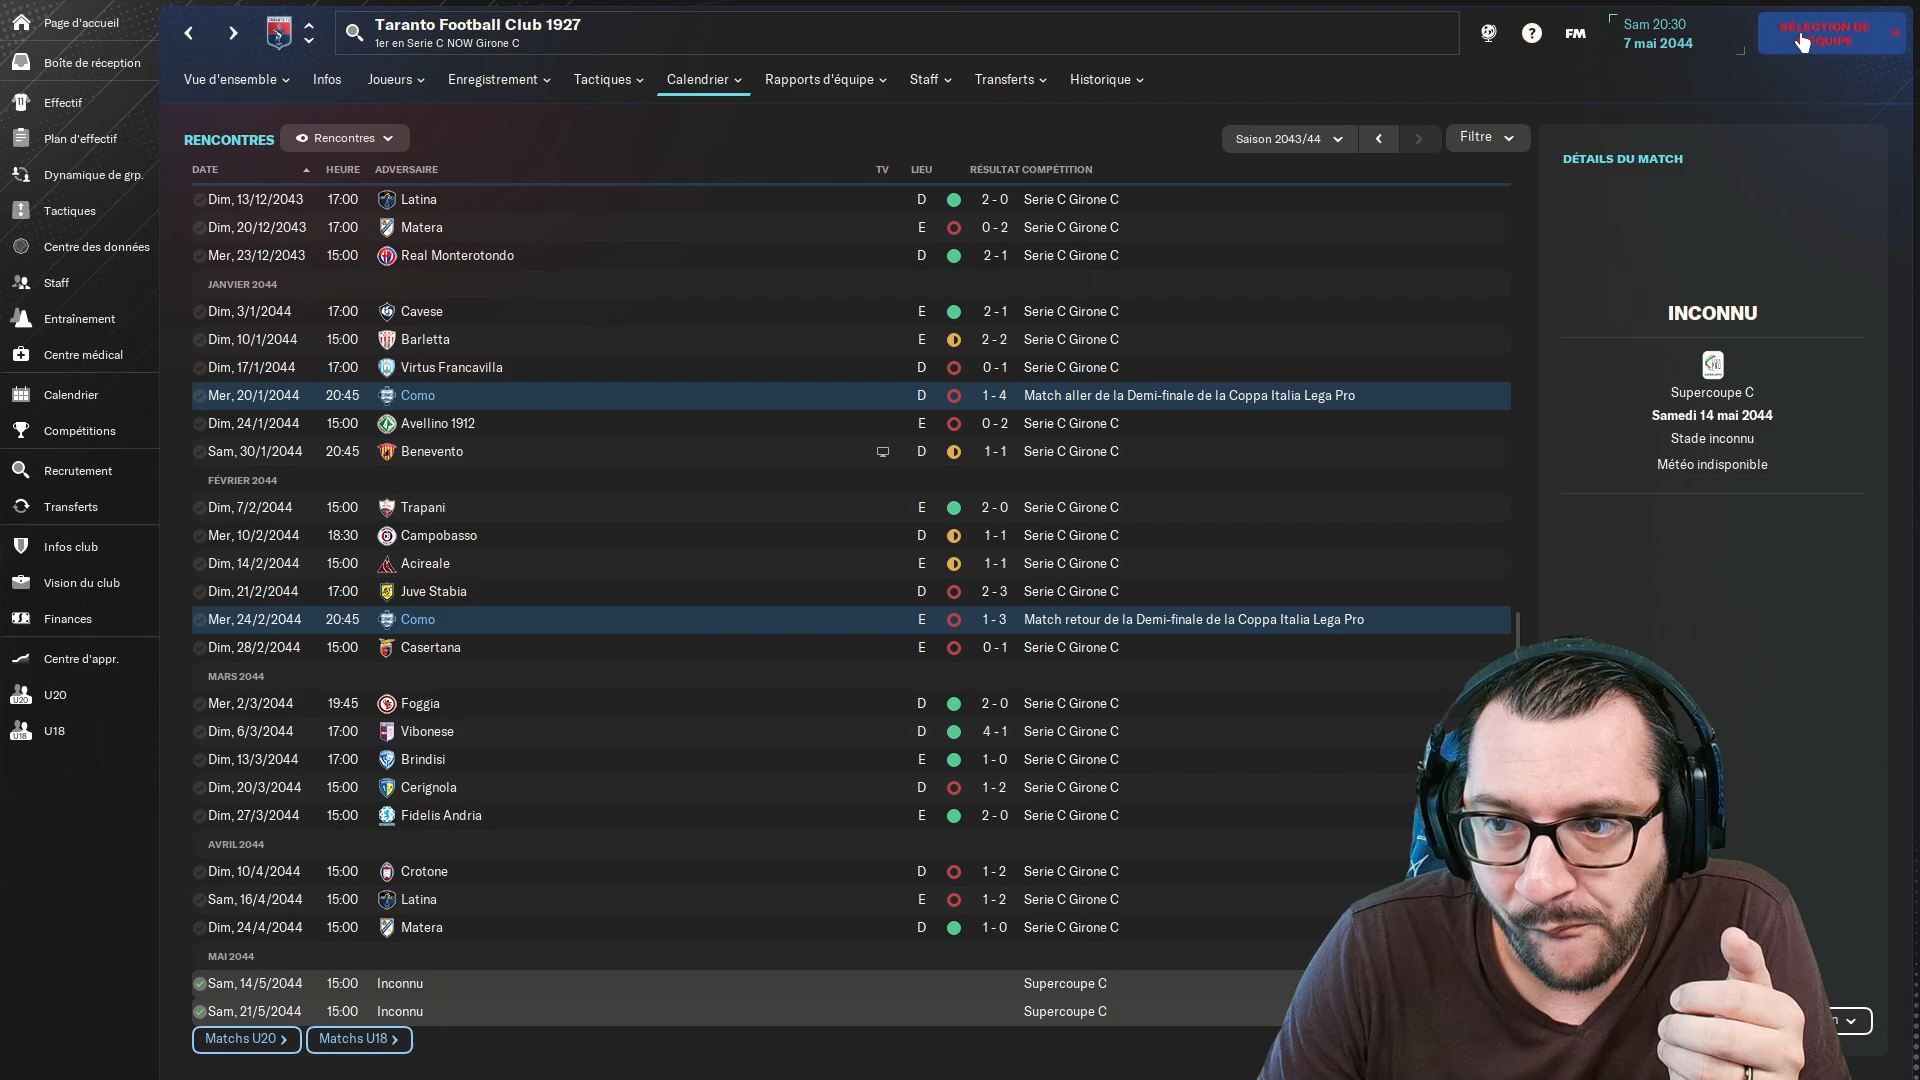 Page d'accueil
Boîte de réception
Effectif
Plan d'effectif
Dynamique de grp.
Tactiques
Centre des données
Staff
Entraînement
Centre médical
Calendrier
Compétitions
Recrutement
Transferts
Infos club
Vision du club
Finances
Centre d'appr.
U20
U18
Taranto Football Club 1927
1er en Serie C NOW Girone C
FM
Sam 20:30
7 mai 2044
SÉLECTION DE
Vue d'ensemble Infos Joueurs Enregistrement Tactiques Calendrier Rapports d'équipe Staff Transferts Historique
RENCONTRES Rencontres Saison 2043/44 Filtre
DATE HEURE ADVERSAIRE TV LIEU RÉSULTAT COMPÉTITION
Dim, 13/12/2043 17:00 Latina D 2 - 0 Serie C Girone C
Dim, 20/12/2043 17:00 Matera E 0 - 2 Serie C Girone C
Mer, 23/12/2043 15:00 Real Monterotondo D 2 - 1 Serie C Girone C
JANVIER 2044
Dim, 3/1/2044 17:00 Cavese E 2 - 1 Serie C Girone C
Dim, 10/1/2044 15:00 Barletta E 2 - 2 Serie C Girone C
Dim, 17/1/2044 17:00 Virtus Francavilla D 0 - 1 Serie C Girone C
Mer, 20/1/2044 20:45 Como D 1 - 4 Match aller de la Demi-finale de la Coppa Italia Lega Pro
Dim, 24/1/2044 15:00 Avellino 1912 E 0 - 2 Serie C Girone C
Sam, 30/1/2044 20:45 Benevento D 1 - 1 Serie C Girone C
FÉVRIER 2044
Dim, 7/2/2044 15:00 Trapani E 2 - 0 Serie C Girone C
Mer, 10/2/2044 18:30 Campobasso D 1 - 1 Serie C Girone C
Dim, 14/2/2044 15:00 Acireale E 1 - 1 Serie C Girone C
Dim, 21/2/2044 17:00 Juve Stabia D 2 - 3 Serie C Girone C
Mer, 24/2/2044 20:45 Como E 1 - 3 Match retour de la Demi-finale de la Coppa Italia Lega Pro
Dim, 28/2/2044 15:00 Casertana E 0 - 1 Serie C Girone C
MARS 2044
Mer, 2/3/2044 19:45 Foggia D 2 - 0 Serie C Girone C
Dim, 6/3/2044 17:00 Vibonese D 4 - 1 Serie C Girone C
Dim, 13/3/2044 17:00 Brindisi E 1 - 0 Serie C Girone C
Dim, 20/3/2044 15:00 Cerignola D 1 - 2 Serie C Girone C
Dim, 27/3/2044 15:00 Fidelis Andria E 2 - 0 Serie C Girone C
AVRIL 2044
Dim, 10/4/2044 15:00 Crotone D 1 - 2 Serie C Girone C
Sam, 16/4/2044 15:00 Latina E 1 - 2 Serie C Girone C
Dim, 24/4/2044 15:00 Matera D 1 - 0 Serie C Girone C
MAI 2044
Sam, 14/5/2044 15:00 Inconnu Supercoupe C
Sam, 21/5/2044 15:00 Inconnu Supercoupe C
Matchs U20 Matchs U18
DÉTAILS DU MATCH
INCONNU
Supercoupe C
Samedi 14 mai 2044
Stade inconnu
Météo indisponible